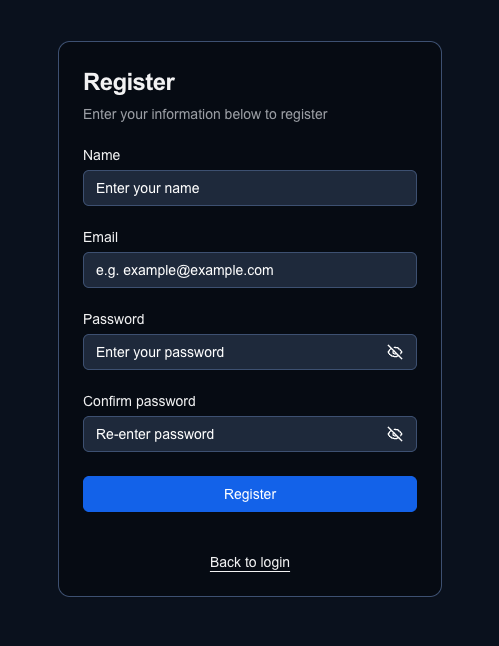 Register
Enter your information below to register
Name
Enter your name
Email
e.g. example@example.com
Password
Enter your password
Confirm password
Re-enter password
Register
Back to login